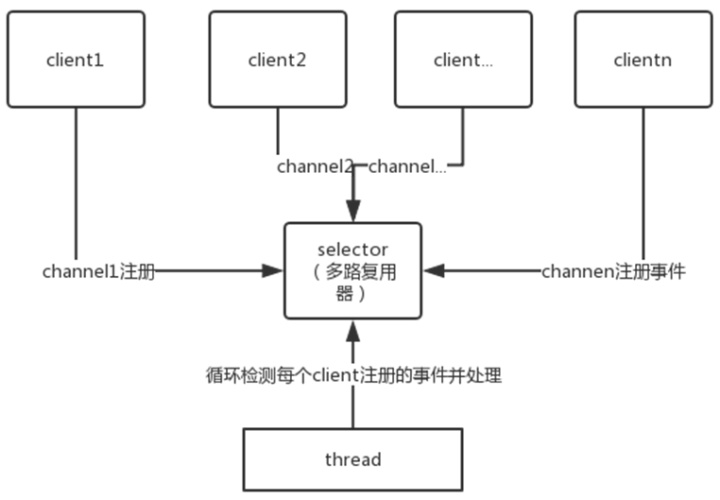 client1
client2
client...
clientn
channel2
channel...
selector
（多路复用
器）
channel1注册
channen注册事件
循环检测每个client注册的事件并处理
thread